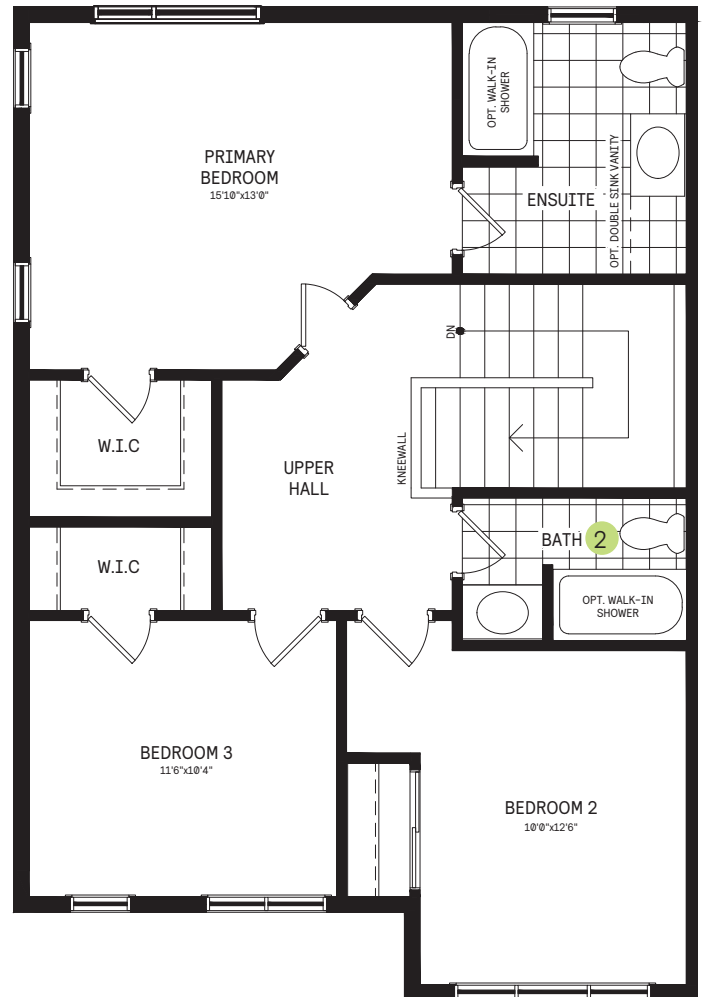 OPT. WALK-IN
SHOWER
PRIMARY
BEDROOM
15'10"x13'0"
ENSUITE
OPT. DOUBLE SINK VANITY
DN
W.I.C
UPPER
HALL
KNEEWALL
BATH 2
W.I.C
OPT. WALK-IN
SHOWER
BEDROOM 3
11'6"x10'4"
BEDROOM 2
10'0"x12'6"